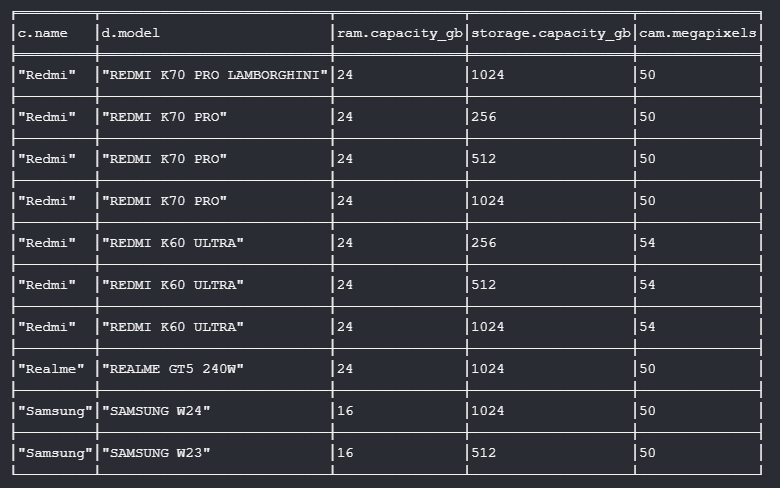 c.name d.model ram.capacity_gb storage.capacity_gb cam.megapixels
"Redmi" "REDMI K70 PRO LAMBORGHINI" 24 1024 50
"Redmi" "REDMI K70 PRO" 24 256 50
"Redmi" "REDMI K70 PRO" 24 512 50
"Redmi" "REDMI K70 PRO" 24 1024 50
"Redmi" "REDMI K60 ULTRA" 24 256 54
"Redmi" "REDMI K60 ULTRA" 24 512 54
"Redmi" "REDMI K60 ULTRA" 24 1024 54
"Realme" "REALME GT5 240W" 24 1024 50
"Samsung" "SAMSUNG W24" 16 1024 50
"Samsung" "SAMSUNG W23" 16 512 50